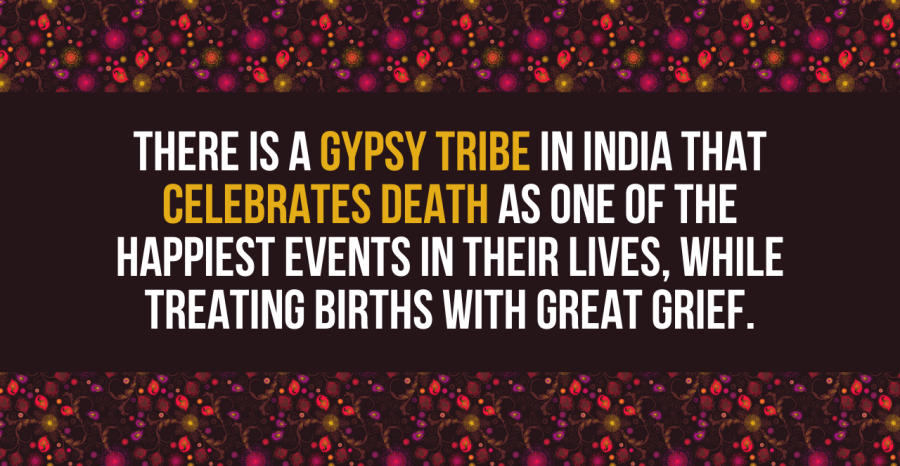 THERE IS A GYPSY TRIBE IN INDIA THAT
CELEBRATES DEATH AS ONE OF THE
HAPPIEST EVENTS IN THEIR LIVES, WHILE
TREATING BIRTHS WITH GREAT GRIEF.